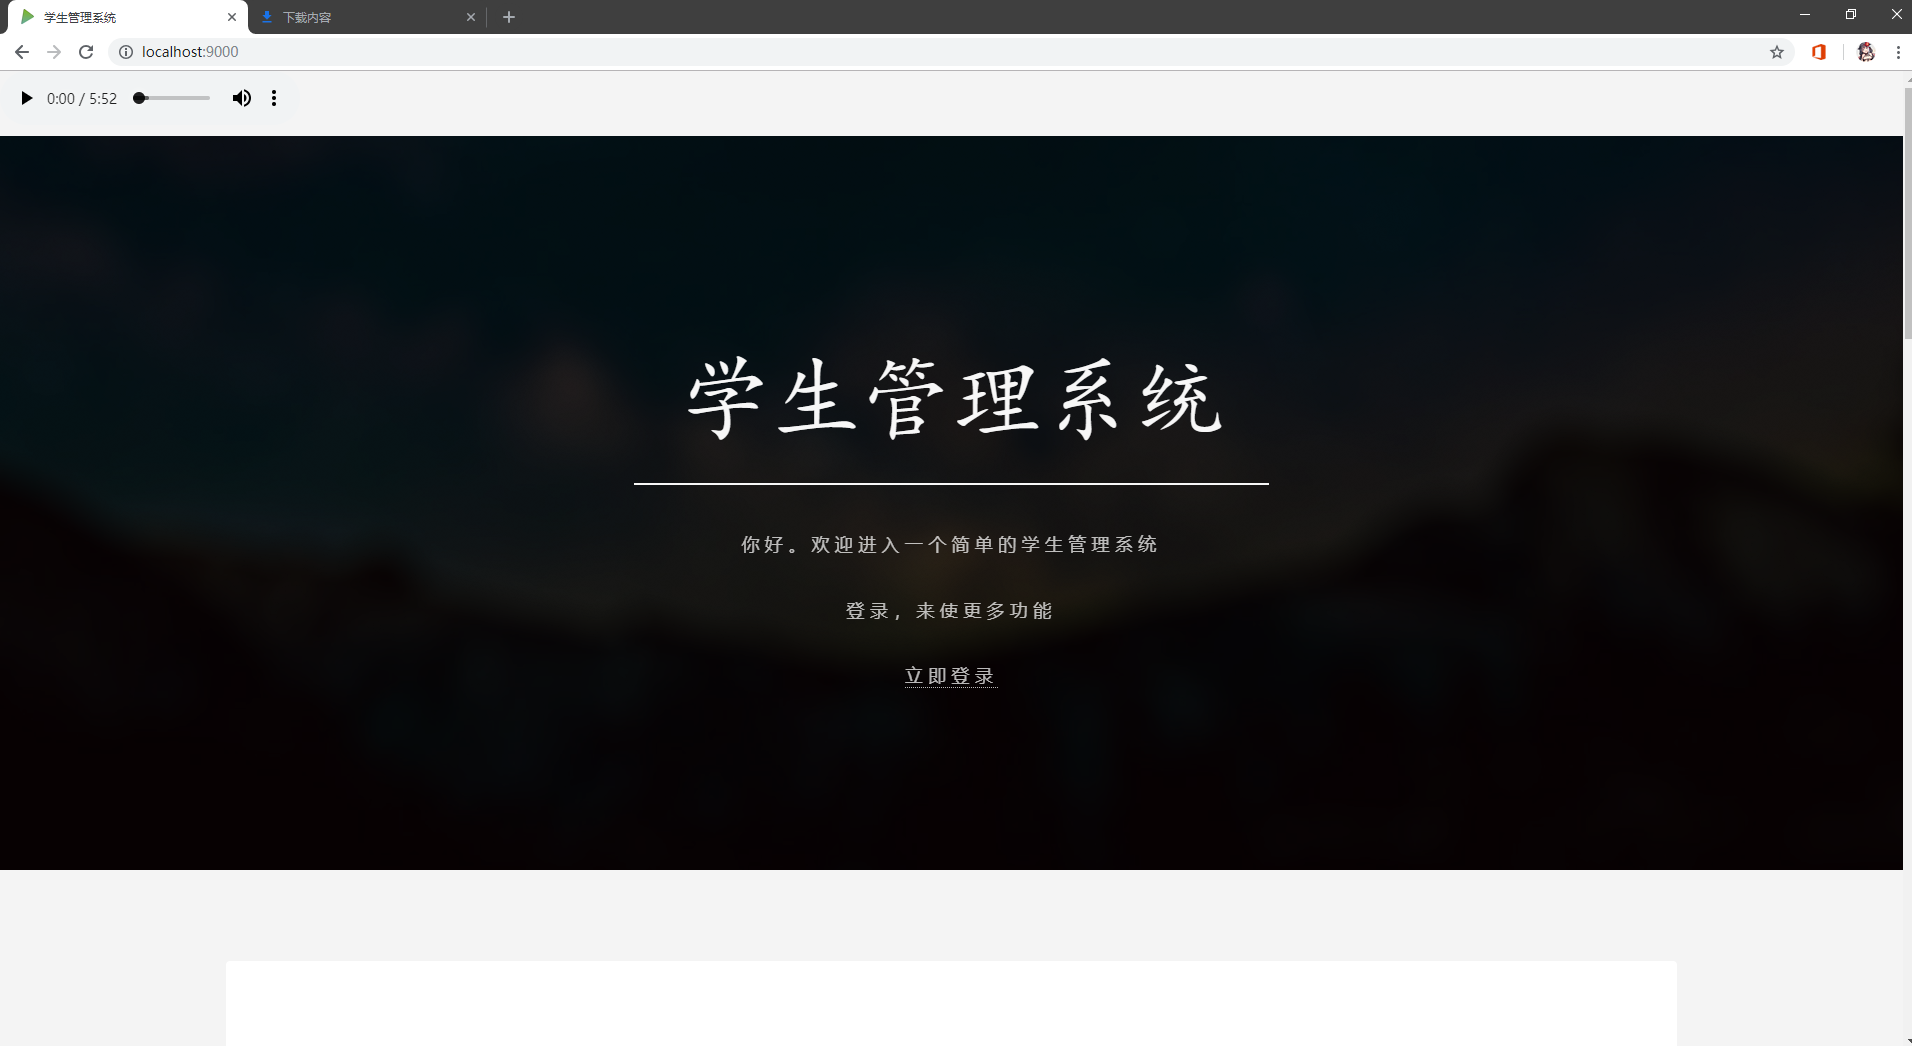 学生管理系统
下载内容
localhost:9000
0:00 / 5:52
学生管理系统
你好。欢迎进入一个简单的学生管理系统
登录，来使更多功能
立即登录